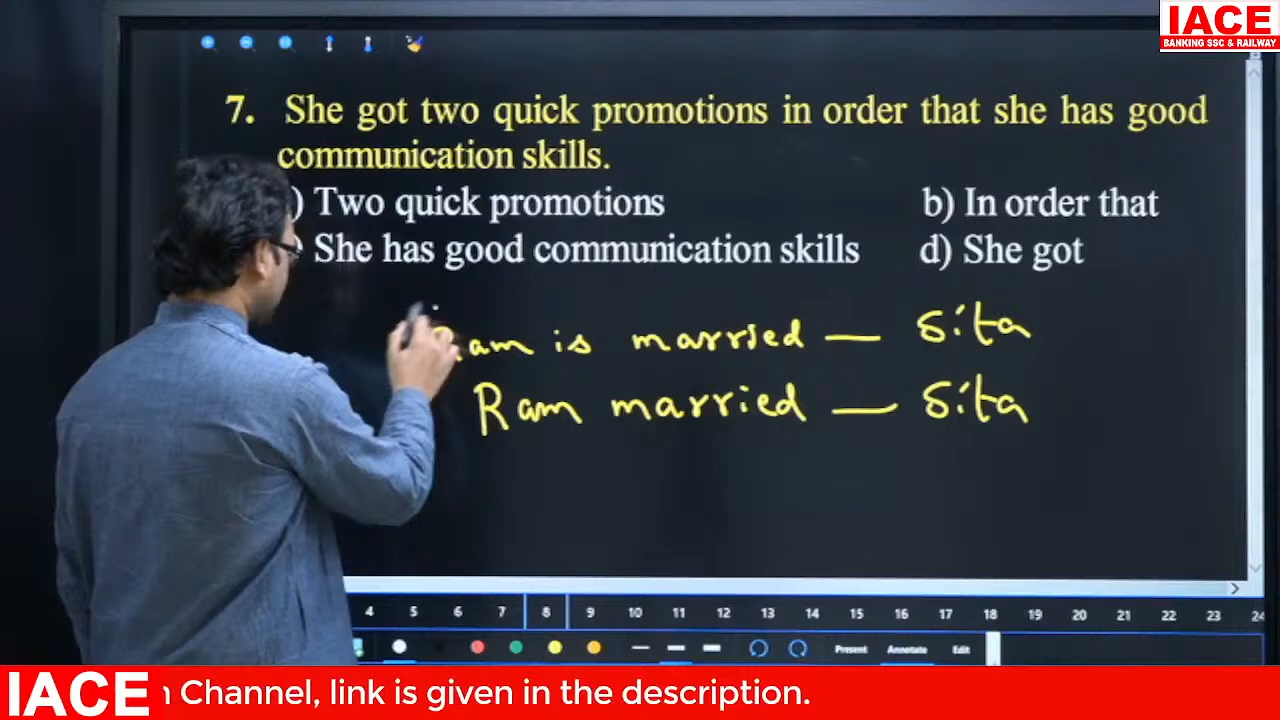 IACE
BANKING SSC & RAILWAY
7. She got two quick promotions in order that she has good
communication skills.
) Two quick promotions b) In order that
She has good communication skills d) She got
Ram is married — Sita
Ram married — Sita
4 5 6 7 8 9 10 11 12 13 14 15 16 17 18 19 20 21 22 23 24
Present Annotate Edit
IACE Channel, link is given in the description.